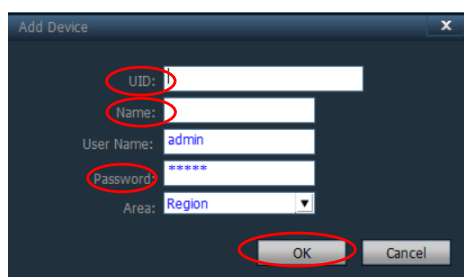 Add Device x
UID:
Name:
User Name: admin
Password: *****
Area: Region
OK Cancel